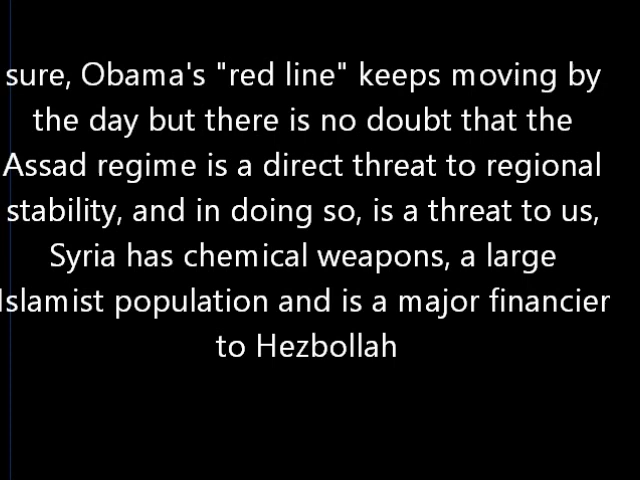 sure, Obama's "red line" keeps moving by
the day but there is no doubt that the
Assad regime is a direct threat to regional
stability, and in doing so, is a threat to us,
Syria has chemical weapons, a large
Islamist population and is a major financier
to Hezbollah